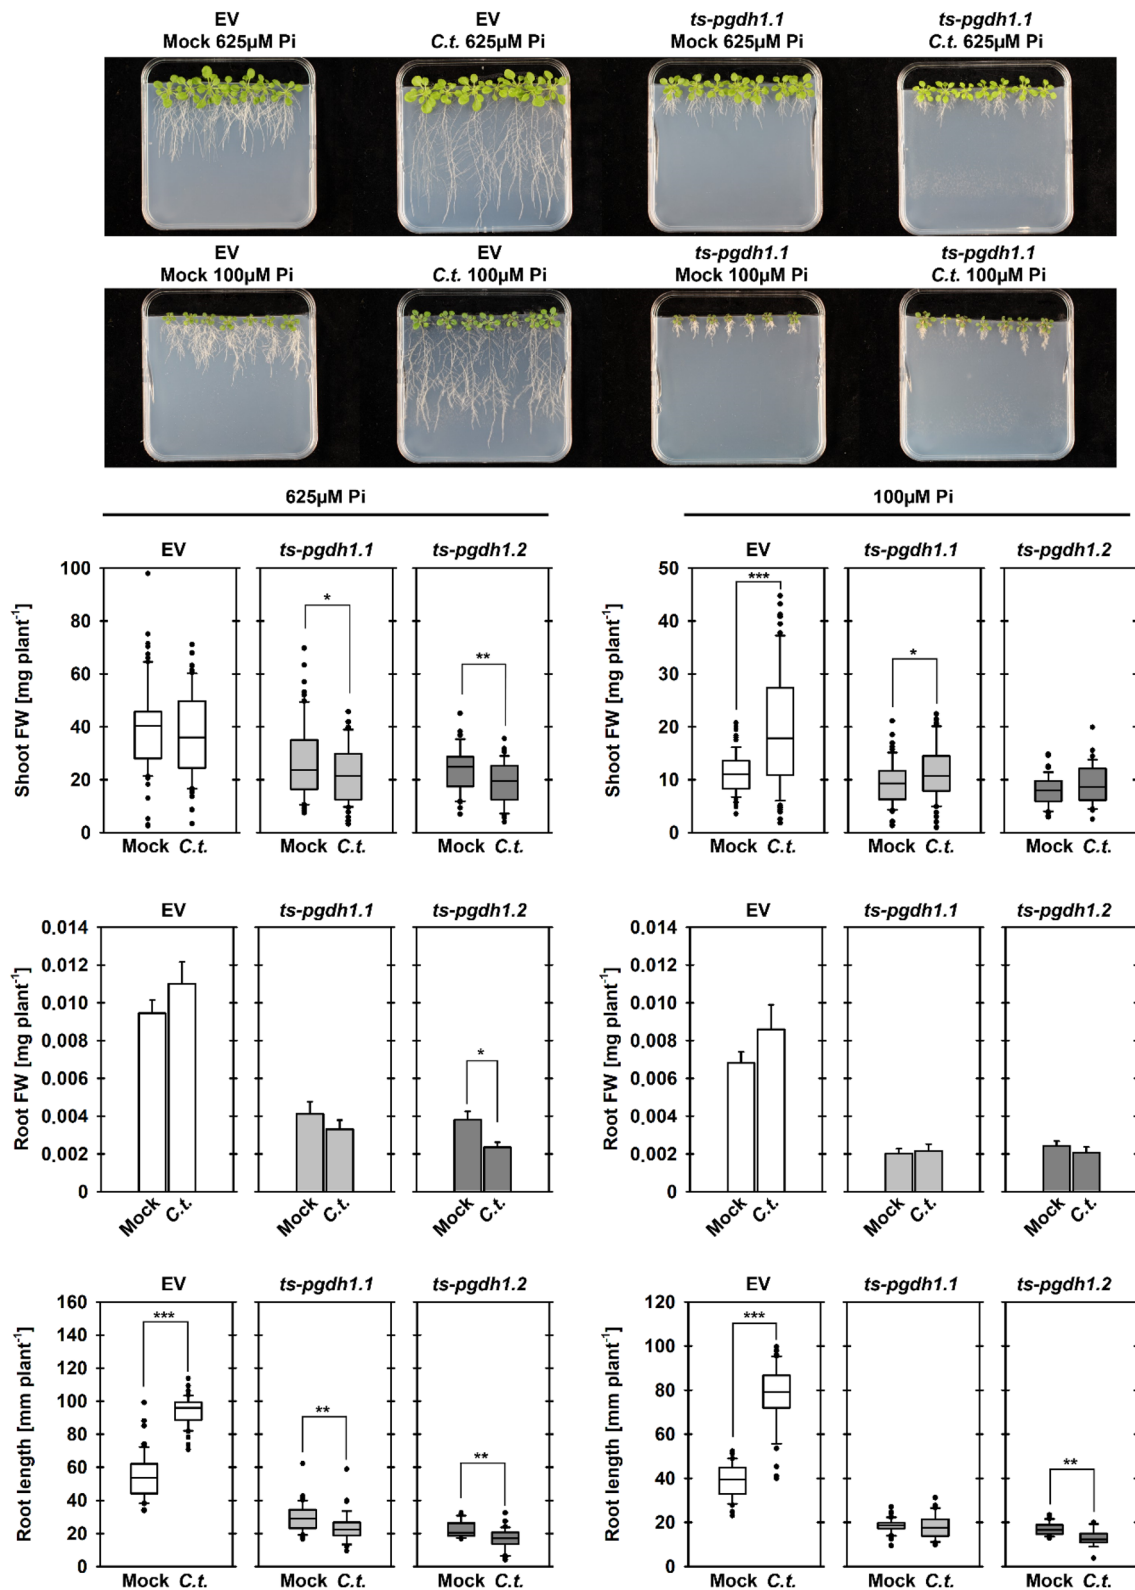 EV
Mock 625µM Pi
EV
C.t. 625µM Pi
ts-pgdh1.1
Mock 625µM Pi
ts-pgdh1.1
C.t. 625µM Pi
EV
Mock 100µM Pi
EV
C.t. 100µM Pi
ts-pgdh1.1
Mock 100µM Pi
ts-pgdh1.1
C.t. 100µM Pi
625µM Pi
100µM Pi
EV
ts-pgdh1.1
ts-pgdh1.2
Shoot FW [mg plant⁻¹]
100
80
60
40
20
0
*
**
Mock C.t.
Mock C.t.
Mock C.t.
EV
ts-pgdh1.1
ts-pgdh1.2
Shoot FW [mg plant⁻¹]
50
40
30
20
10
0
***
*
Mock C.t.
Mock C.t.
Mock C.t.
EV
ts-pgdh1.1
ts-pgdh1.2
Root FW [mg plant⁻¹]
0.014
0.012
0.010
0.008
0.006
0.004
0.002
0
*
Mock C.t.
Mock C.t.
Mock C.t.
EV
ts-pgdh1.1
ts-pgdh1.2
Root FW [mg plant⁻¹]
0.014
0.012
0.010
0.008
0.006
0.004
0.002
0
Mock C.t.
Mock C.t.
Mock C.t.
EV
ts-pgdh1.1
ts-pgdh1.2
Root length [mm plant⁻¹]
160
140
120
100
80
60
40
20
0
***
**
**
Mock C.t.
Mock C.t.
Mock C.t.
EV
ts-pgdh1.1
ts-pgdh1.2
Root length [mm plant⁻¹]
120
100
80
60
40
20
0
***
**
Mock C.t.
Mock C.t.
Mock C.t.